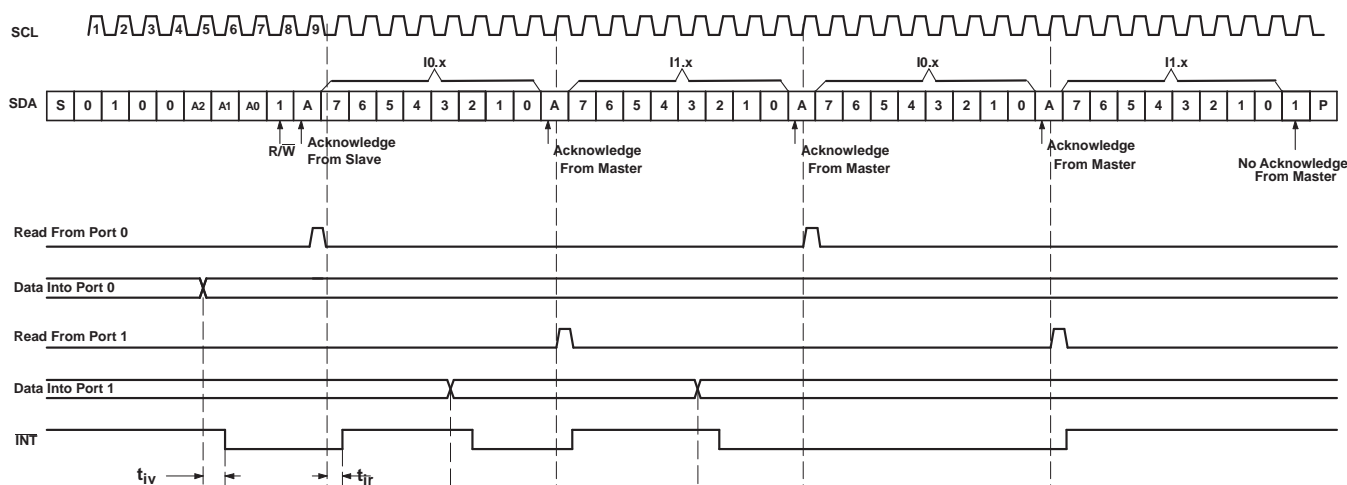 SCL 1 2 3 4 5 6 7 8 9
I0.x I1.x I0.x I1.x
SDA S 0 1 0 0 A2 A1 A0 1 A 7 6 5 4 3 2 1 0 A 7 6 5 4 3 2 1 0 A 7 6 5 4 3 2 1 0 A 7 6 5 4 3 2 1 0 1 P
R/W
Acknowledge
From Slave
Acknowledge
From Master
Acknowledge
From Master
Acknowledge
From Master
No Acknowledge
From Master
Read From Port 0
Data Into Port 0
Read From Port 1
Data Into Port 1
INT
tiv
tir